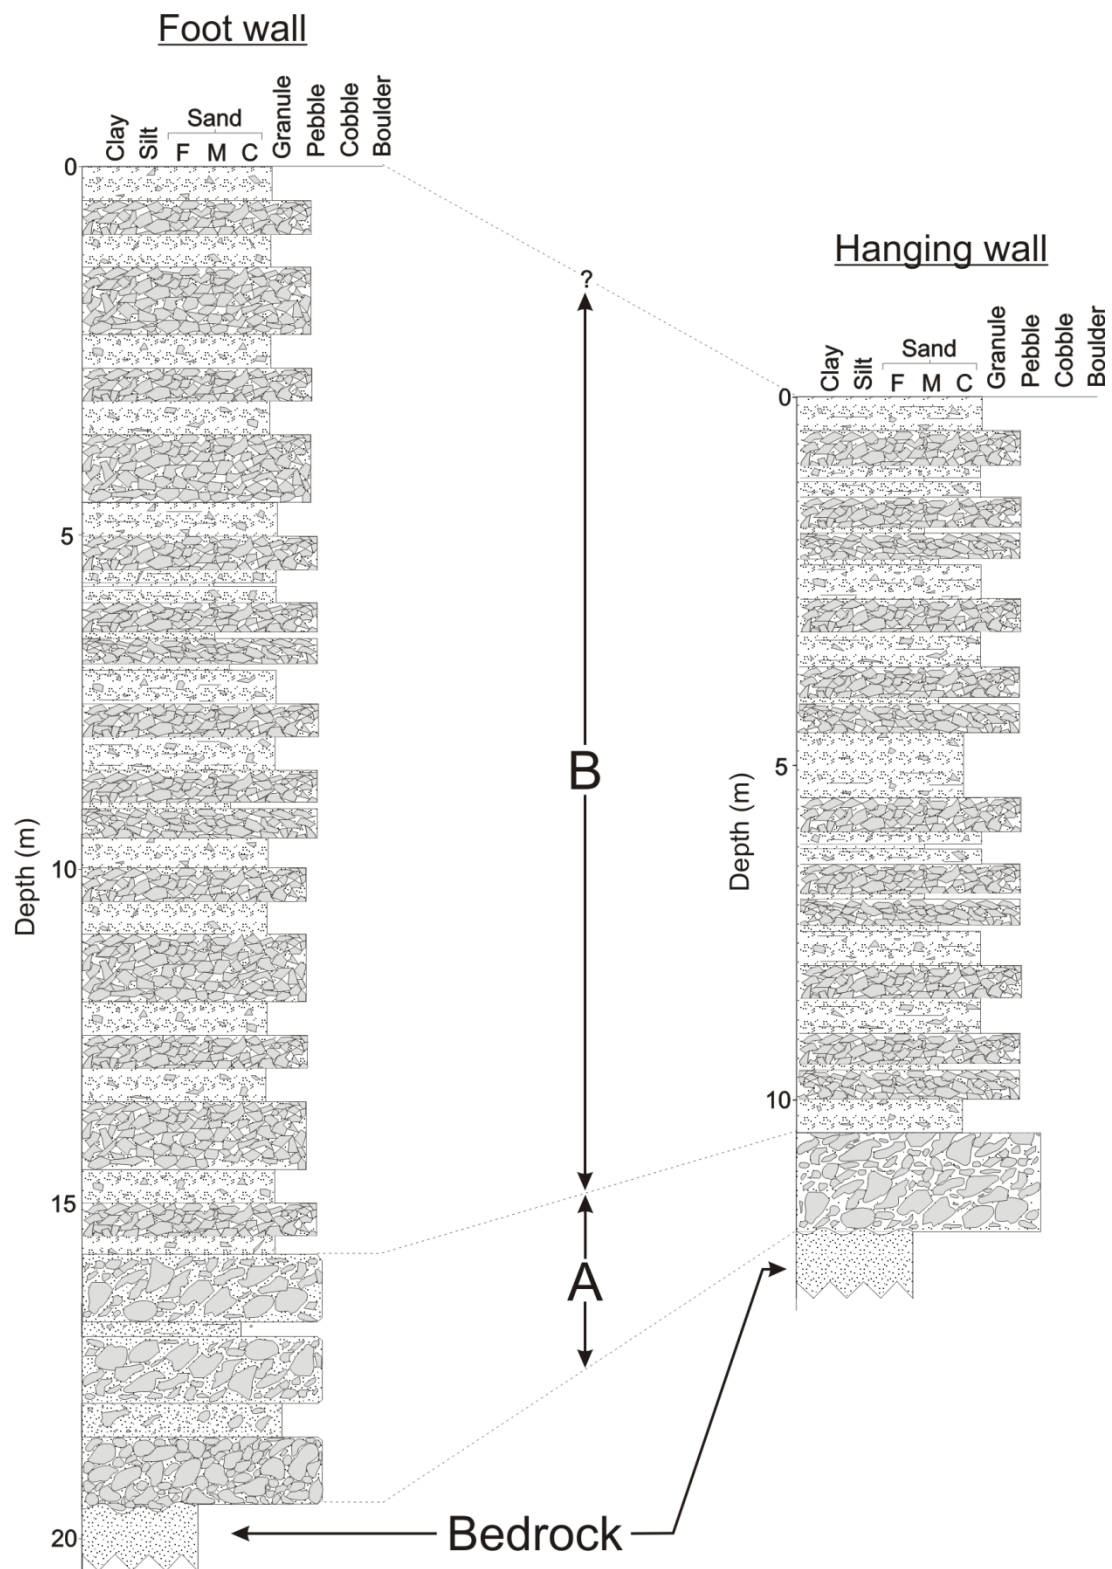 Foot wall
Clay
Silt
Sand
F M C
Granule
Pebble
Cobble
Boulder
0
5
10
15
20
Depth (m)
?
B
A
Bedrock
Hanging wall
Clay
Silt
Sand
F M C
Granule
Pebble
Cobble
Boulder
0
5
10
Depth (m)